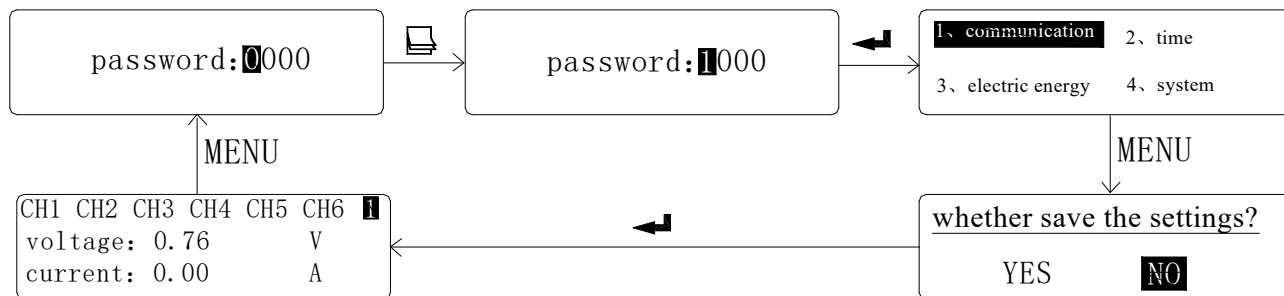 password:0000
password:1000
1、communication
2、time
3、electric energy
4、system
MENU
MENU
CH1 CH2 CH3 CH4 CH5 CH6 1
voltage: 0.76 V
current: 0.00 A
whether save the settings?
YES NO